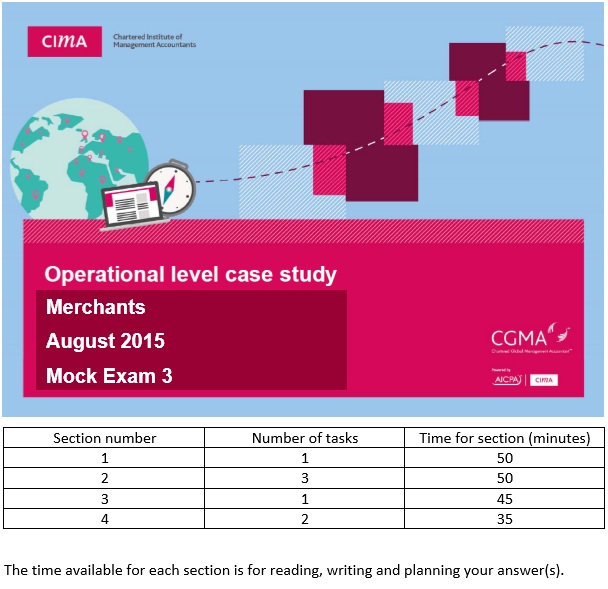 CIMA Chartered Institute of
Management Accountants
Operational level case study
Merchants
August 2015
Mock Exam 3
CGMA
Chartered Global Management Accountant
Powered by
AICPA CIMA
Section number Number of tasks Time for section (minutes)
1 1 50
2 3 50
3 1 45
4 2 35
The time available for each section is for reading, writing and planning your answer(s).